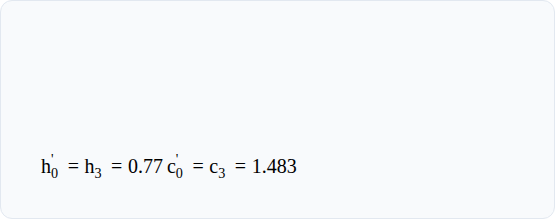 h'₀ = h₃ = 0.77 c'₀ = c₃ = 1.483